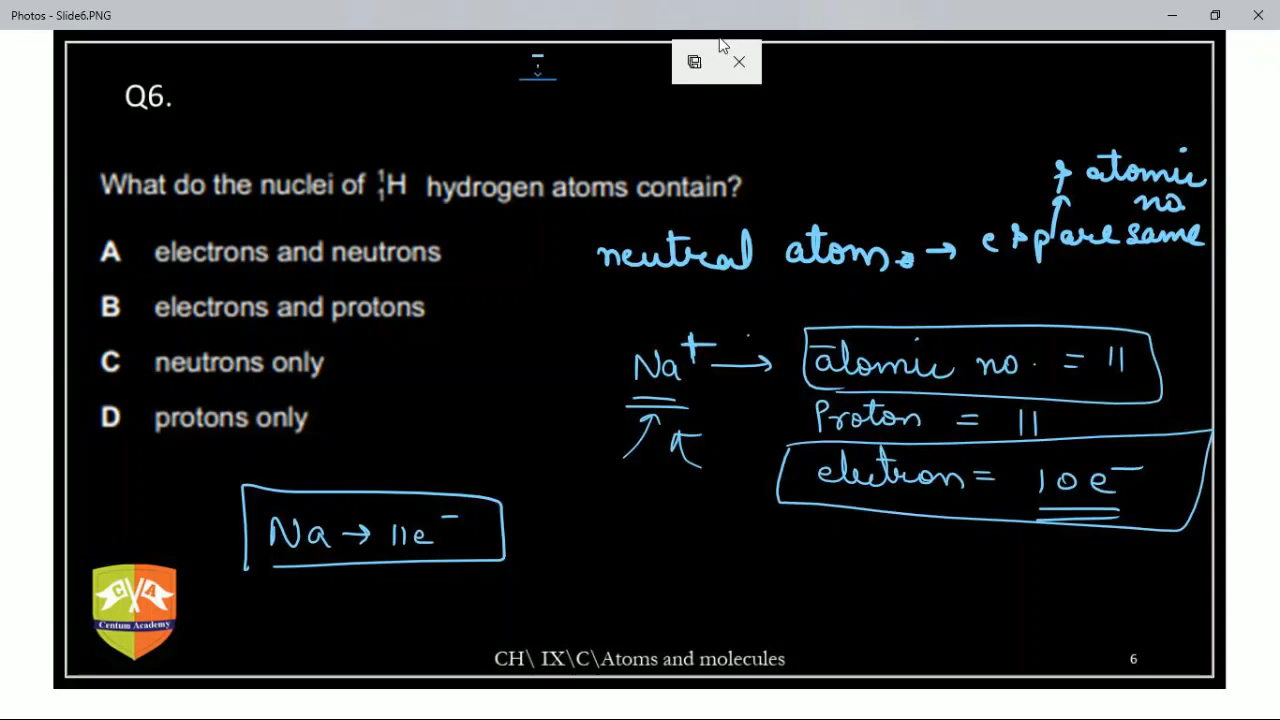 Photos - Slide6.PNG
Q6.
What do the nuclei of ¹₁H hydrogen atoms contain?
A electrons and neutrons
B electrons and protons
C neutrons only
D protons only
atomic
no.
neutral atom → e & p are same
Na⁺ → atomic no. = 11
Proton = 11
electron = 10e⁻
Na → 11e⁻
Centum Academy
CH\ IX\C\Atoms and molecules
6